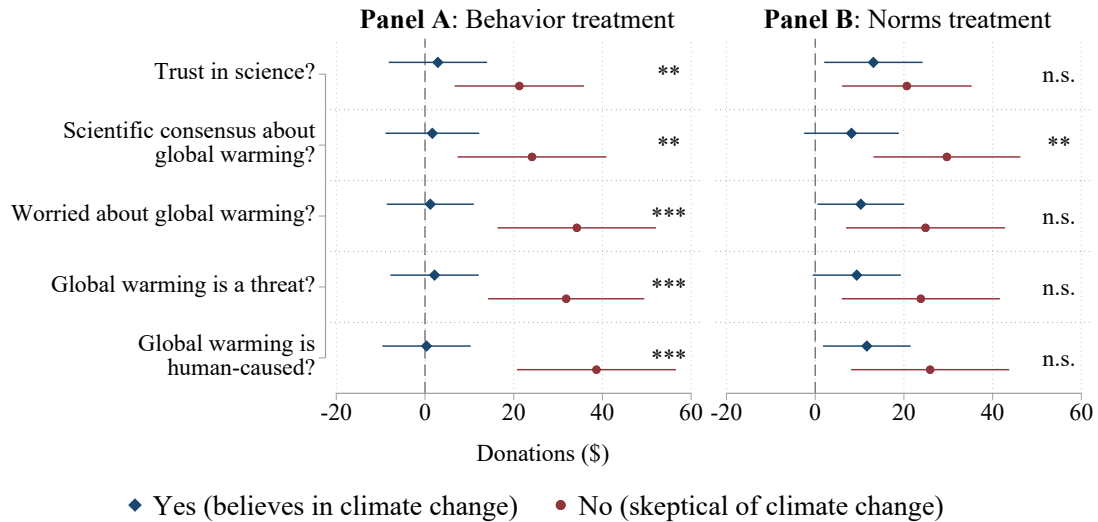 Panel A: Behavior treatment
Panel B: Norms treatment
Trust in science?
**
n.s.
Scientific consensus about
global warming?
**
**
Worried about global warming?
***
n.s.
Global warming is a threat?
***
n.s.
Global warming is
human-caused?
***
n.s.
-20 0 20 40 60
-20 0 20 40 60
Donations ($)
Yes (believes in climate change)
No (skeptical of climate change)